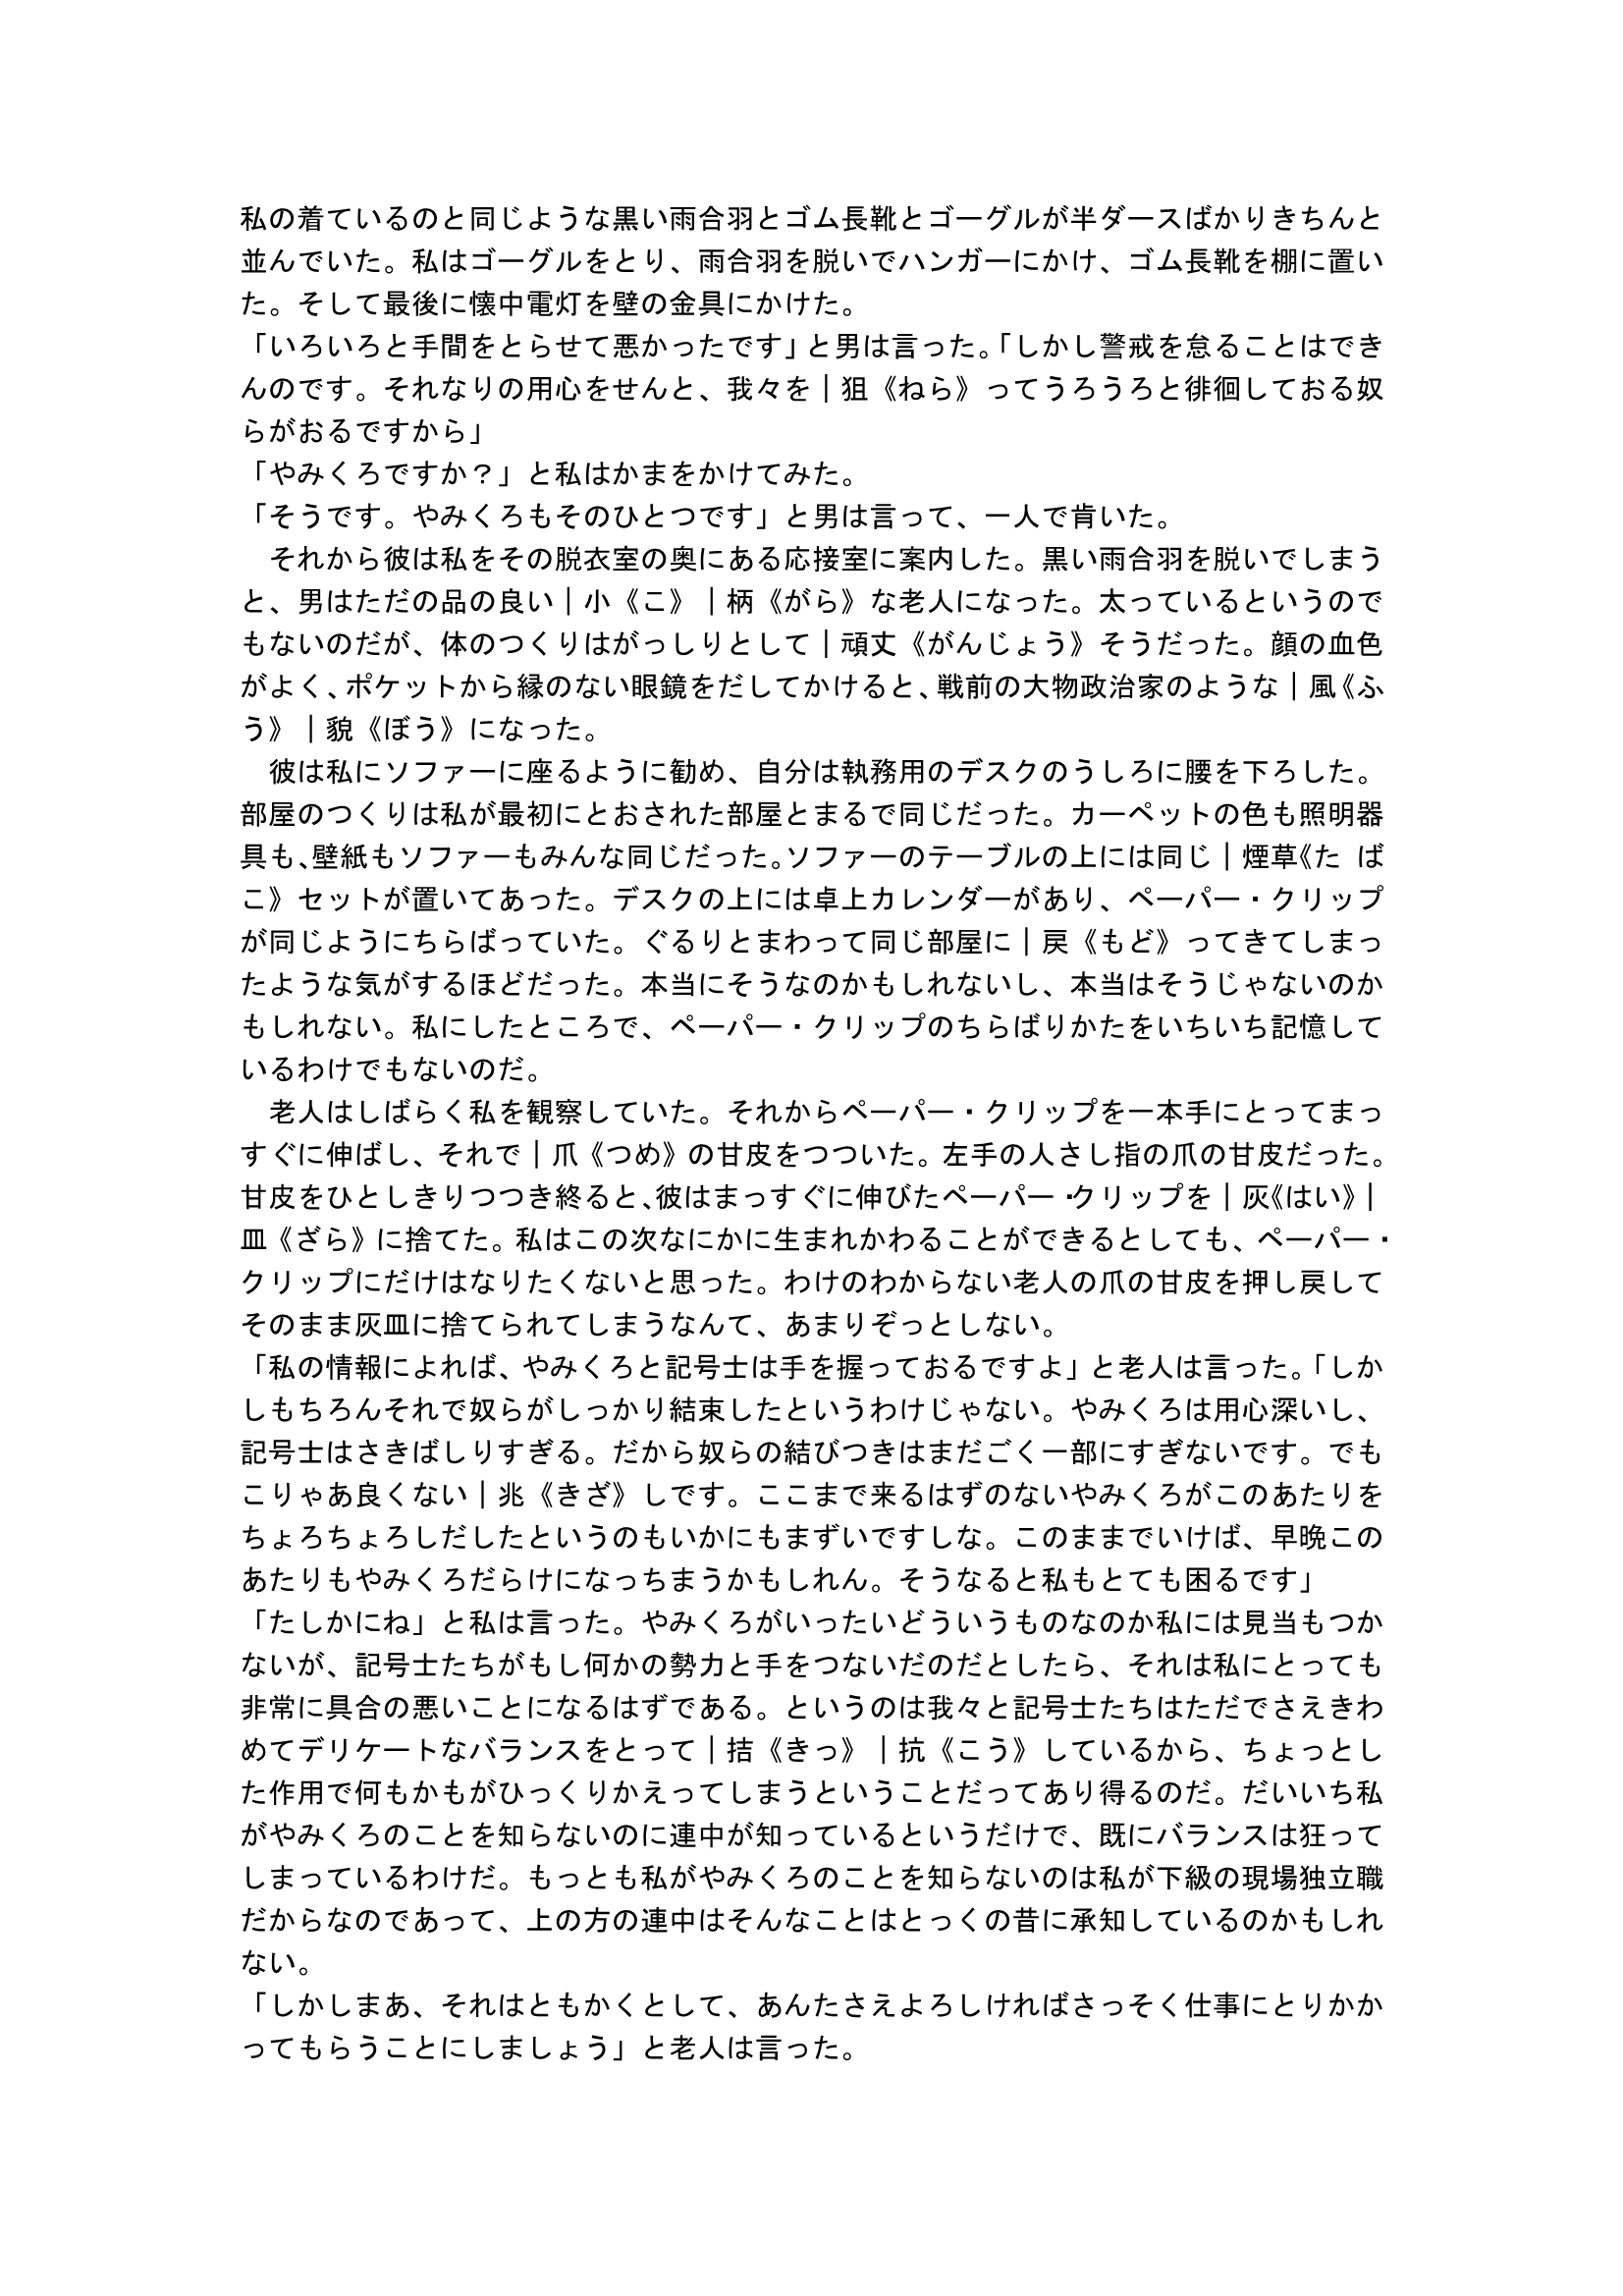 私の着ているのと同じような黒い雨合羽とゴム長靴とゴーグルが半ダースばかりきちんと
並んでいた。私はゴーグルをとり、雨合羽を脱いでハンガーにかけ、ゴム長靴を棚に置い
た。そして最後に懐中電灯を壁の金具にかけた。
「いろいろと手間をとらせて悪かったです」と男は言った。「しかし警戒を怠ることはでき
んのです。それなりの用心をせんと、我々を｜狙《ねら》ってうろうろと徘徊しておる奴
らがおるですから」
「やみくろですか？」と私はかまをかけてみた。
「そうです。やみくろもそのひとつです」と男は言って、一人で肯いた。
　それから彼は私をその脱衣室の奥にある応接室に案内した。黒い雨合羽を脱いでしまう
と、男はただの品の良い｜小《こ》｜柄《がら》な老人になった。太っているというので
もないのだが、体のつくりはがっしりとして｜頑丈《がんじょう》そうだった。顔の血色
がよく、ポケットから縁のない眼鏡をだしてかけると、戦前の大物政治家のような｜風《ふ
う》｜貌《ぼう》になった。
　彼は私にソファーに座るように勧め、自分は執務用のデスクのうしろに腰を下ろした。
部屋のつくりは私が最初にとおされた部屋とまるで同じだった。カーペットの色も照明器
具も、壁紙もソファーもみんな同じだった。ソファーのテーブルの上には同じ｜煙草《た ば
こ》セットが置いてあった。デスクの上には卓上カレンダーがあり、ペーパー・クリップ
が同じようにちらばっていた。ぐるりとまわって同じ部屋に｜戻《もど》ってきてしまっ
たような気がするほどだった。本当にそうなのかもしれないし、本当はそうじゃないのか
もしれない。私にしたところで、ペーパー・クリップのちらばりかたをいちいち記憶して
いるわけでもないのだ。
　老人はしばらく私を観察していた。それからペーパー・クリップを一本手にとってまっ
すぐに伸ばし、それで｜爪《つめ》の甘皮をつついた。左手の人さし指の爪の甘皮だった。
甘皮をひとしきりつつき終ると、彼はまっすぐに伸びたペーパー・クリップを｜灰《はい》｜
皿《ざら》に捨てた。私はこの次なにかに生まれかわることができるとしても、ペーパー・
クリップにだけはなりたくないと思った。わけのわからない老人の爪の甘皮を押し戻して
そのまま灰皿に捨てられてしまうなんて、あまりぞっとしない。
「私の情報によれば、やみくろと記号士は手を握っておるですよ」と老人は言った。「しか
しもちろんそれで奴らがしっかり結束したというわけじゃない。やみくろは用心深いし、
記号士はさきばしりすぎる。だから奴らの結びつきはまだごく一部にすぎないです。でも
こりゃあ良くない｜兆《きざ》しです。ここまで来るはずのないやみくろがこのあたりを
ちょろちょろしだしたというのもいかにもまずいですしな。このままでいけば、早晩この
あたりもやみくろだらけになっちまうかもしれん。そうなると私もとても困るです」
「たしかにね」と私は言った。やみくろがいったいどういうものなのか私には見当もつか
ないが、記号士たちがもし何かの勢力と手をつないだのだとしたら、それは私にとっても
非常に具合の悪いことになるはずである。というのは我々と記号士たちはただでさえきわ
めてデリケートなバランスをとって｜拮《きっ》｜抗《こう》しているから、ちょっとし
た作用で何もかもがひっくりかえってしまうということだってあり得るのだ。だいいち私
がやみくろのことを知らないのに連中が知っているというだけで、既にバランスは狂って
しまっているわけだ。もっとも私がやみくろのことを知らないのは私が下級の現場独立職
だからなのであって、上の方の連中はそんなことはとっくの昔に承知しているのかもしれ
ない。
「しかしまあ、それはともかくとして、あんたさえよろしければさっそく仕事にとりかか
ってもらうことにしましょう」と老人は言った。